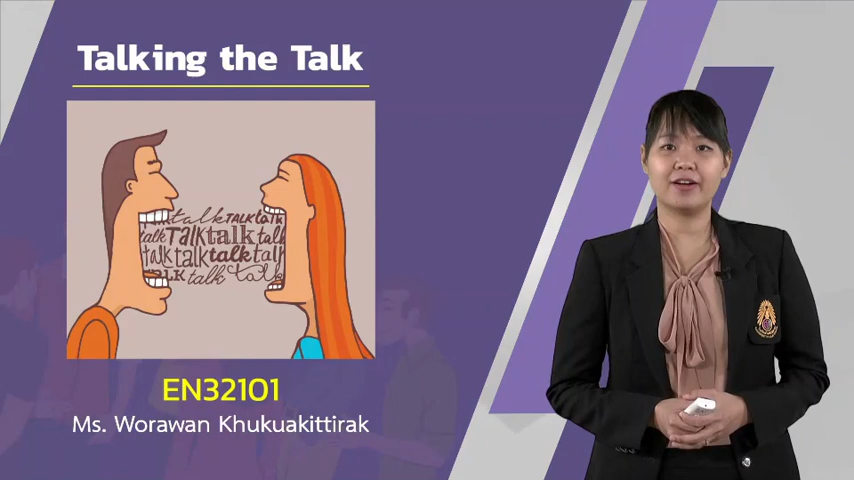 Talking the Talk
talk TALK talk
talk Talk talk talk
talk talk talk talk
TALK talk talk
EN32101
Ms. Worawan Khukuakittirak